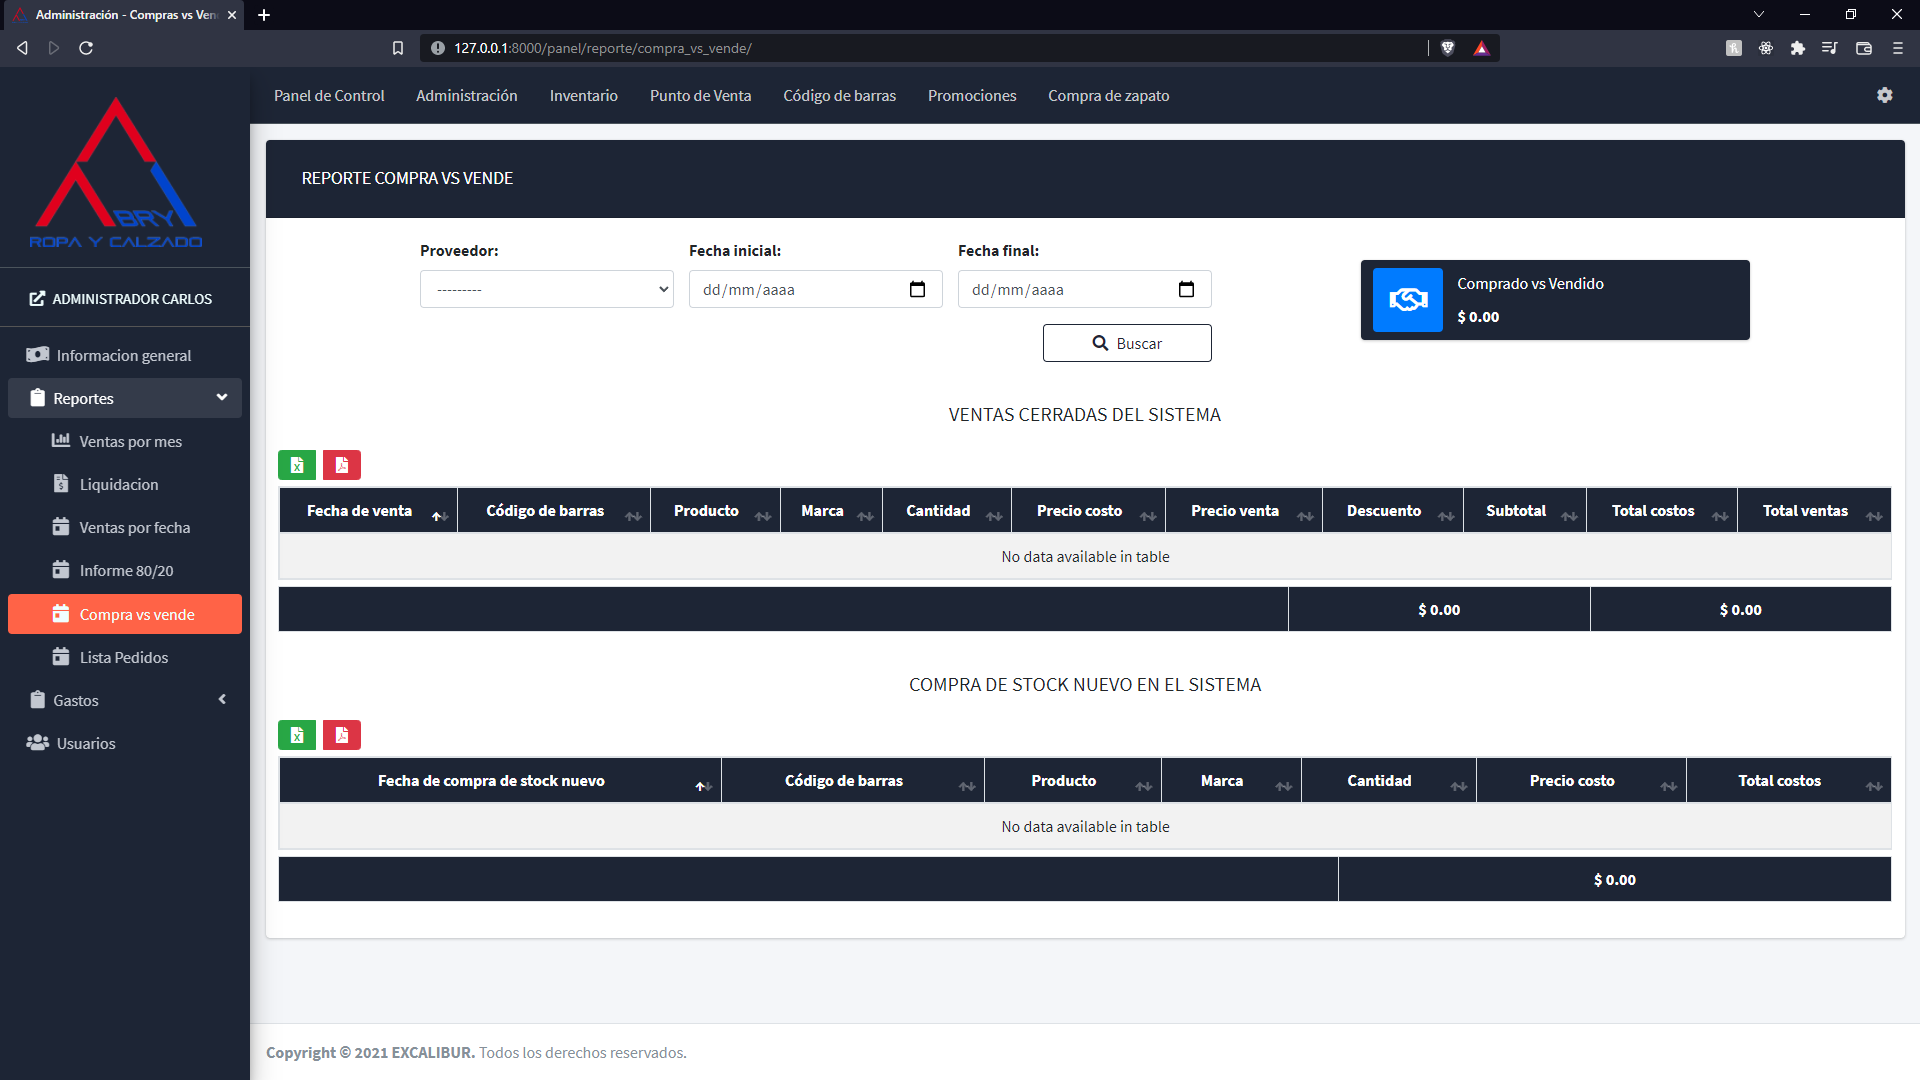 Administración - Compras vs Ven
127.0.0.1:8000/panel/reporte/compra_vs_vende/
Panel de Control Administración Inventario Punto de Venta Código de barras Promociones Compra de zapato
BRY
ROPA Y CALZADO
ADMINISTRADOR CARLOS
Informacion general
Reportes
Ventas por mes
Liquidacion
Ventas por fecha
Informe 80/20
Compra vs vende
Lista Pedidos
Gastos
Usuarios
REPORTE COMPRA VS VENDE
Proveedor: Fecha inicial: Fecha final:
--------- dd/mm/aaaa dd/mm/aaaa
Buscar
Comprado vs Vendido
$ 0.00
VENTAS CERRADAS DEL SISTEMA
Fecha de venta Código de barras Producto Marca Cantidad Precio costo Precio venta Descuento Subtotal Total costos Total ventas
No data available in table
$ 0.00 $ 0.00
COMPRA DE STOCK NUEVO EN EL SISTEMA
Fecha de compra de stock nuevo Código de barras Producto Marca Cantidad Precio costo Total costos
No data available in table
$ 0.00
Copyright © 2021 EXCALIBUR. Todos los derechos reservados.